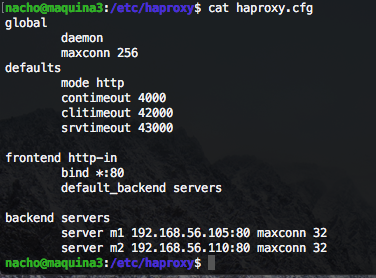 nacho@maquina3:/etc/haproxy$ cat haproxy.cfg
global
daemon
maxconn 256
defaults
mode http
contimeout 4000
clitimeout 42000
srvtimeout 43000
frontend http-in
bind *:80
default_backend servers
backend servers
server m1 192.168.56.105:80 maxconn 32
server m2 192.168.56.110:80 maxconn 32
nacho@maquina3:/etc/haproxy$